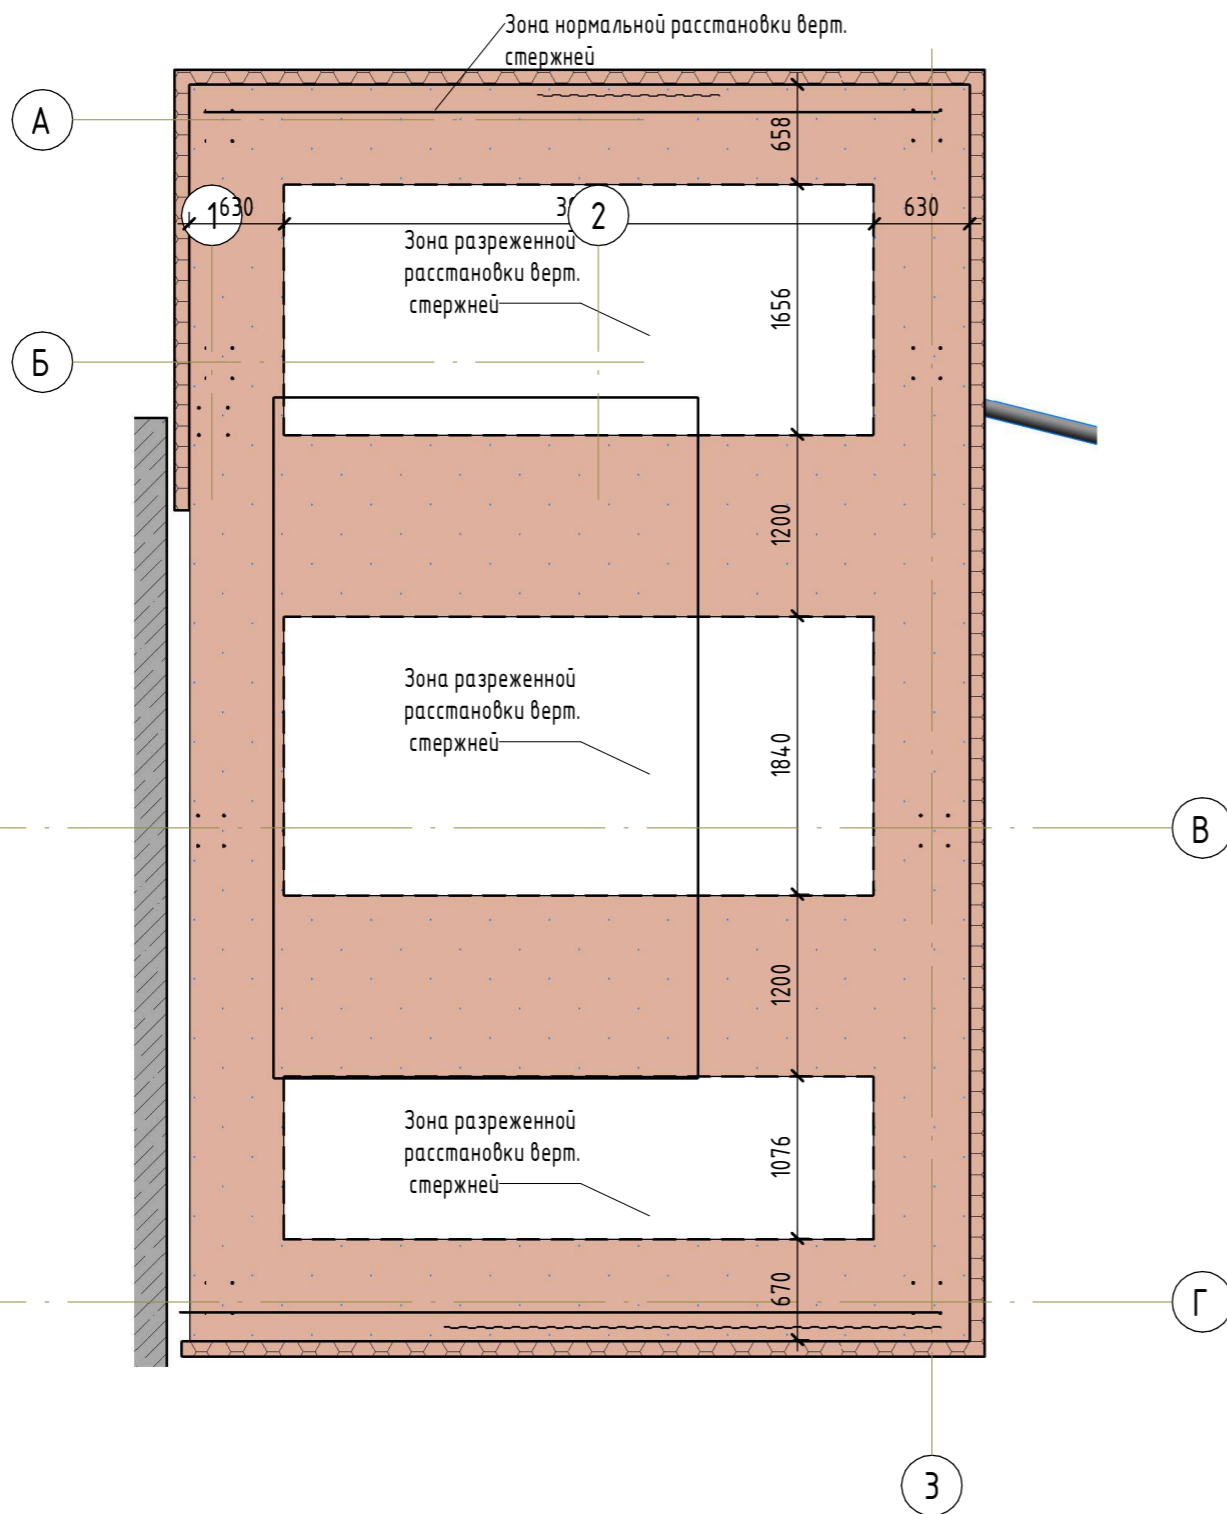 Зона нормальной расстановки верт.
стержней
А
658
1
630
2
630
Зона разреженной
расстановки верт.
стержней
1656
Б
1200
Зона разреженной
расстановки верт.
стержней
1840
В
1200
Зона разреженной
расстановки верт.
стержней
1076
670
Г
3